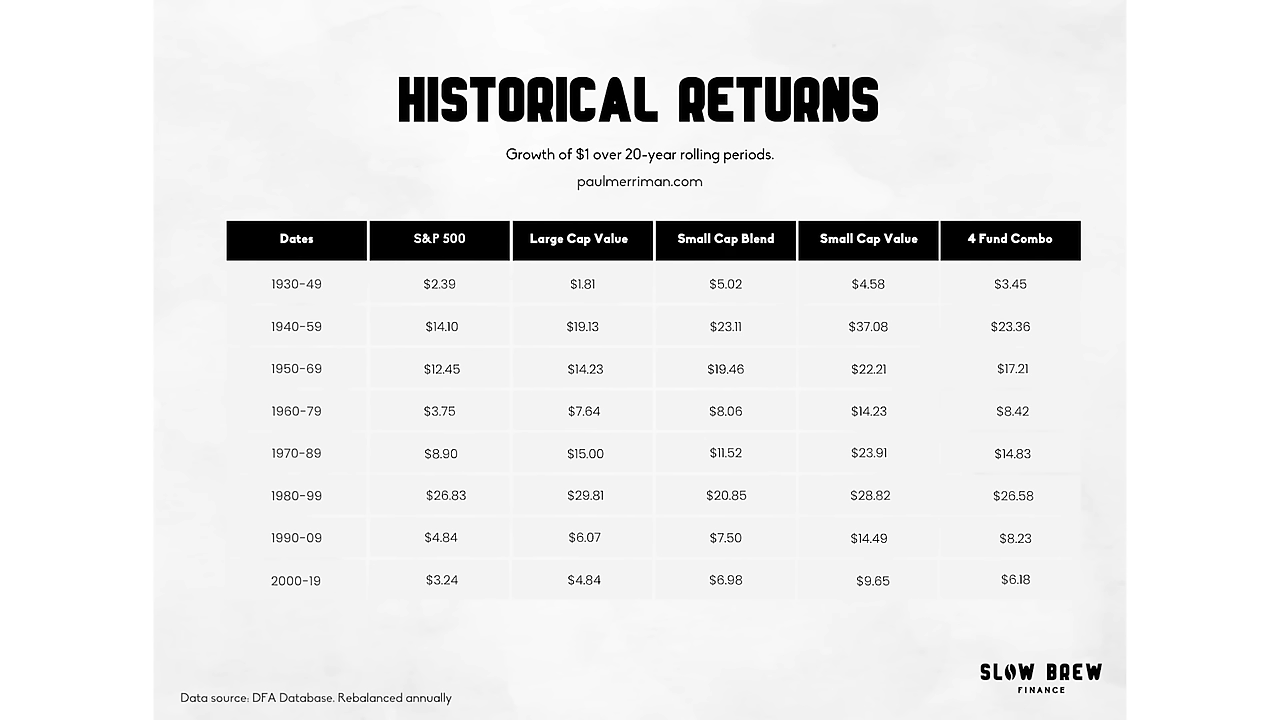 HISTORICAL RETURNS
Growth of $1 over 20-year rolling periods.
paulmerriman.com
Dates S&P 500 Large Cap Value Small Cap Blend Small Cap Value 4 Fund Combo
1930-49 $2.39 $1.81 $5.02 $4.58 $3.45
1940-59 $14.10 $19.13 $23.11 $37.08 $23.36
1950-69 $12.45 $14.23 $19.46 $22.21 $17.21
1960-79 $3.75 $7.64 $8.06 $14.23 $8.42
1970-89 $8.90 $15.00 $11.52 $23.91 $14.83
1980-99 $26.83 $29.81 $20.85 $28.82 $26.58
1990-09 $4.84 $6.07 $7.50 $14.49 $8.23
2000-19 $3.24 $4.84 $6.98 $9.65 $6.18
SLOW BREW
FINANCE
Data source: DFA Database. Rebalanced annually